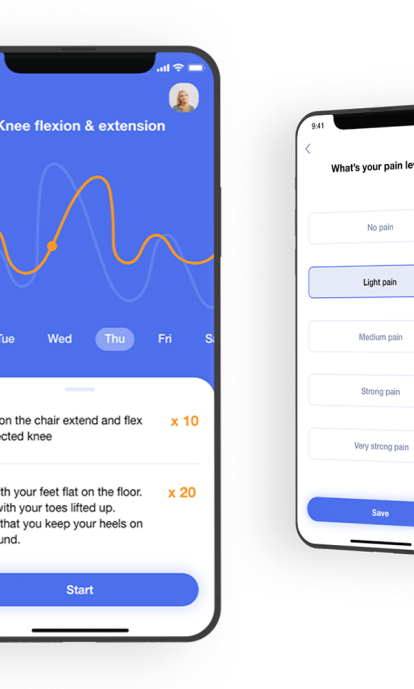 Knee flexion & extension
Tue
Wed
Thu
Fri
on the chair extend and flex
x 10
ected knee
th your feet flat on the floor.
x 20
with your toes lifted up.
that you keep your heels on
und.
Start
9:41
What's your pain le
No pain
Light pain
Medium pain
Strong pain
Very strong pain
Save